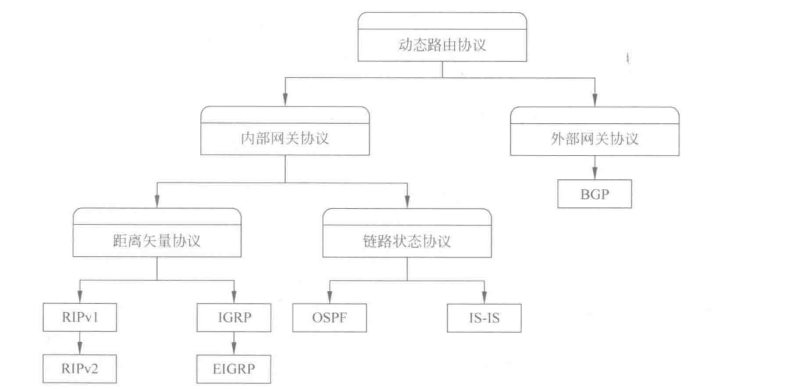 动态路由协议
内部网关协议
外部网关协议
BGP
距离矢量协议
链路状态协议
RIPv1
IGRP
OSPF
IS-IS
RIPv2
EIGRP